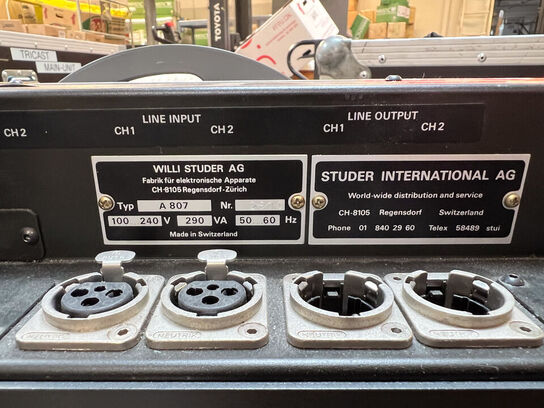 TOYOTA
TRICAST
MAIN-UNIT
LINE INPUT
LINE OUTPUT
CH2
CH1
CH2
CH1
CH2
WILLI STUDER AG
Fabrik für elektronische Apparate
CH-8105 Regensdorf-Zürich
Typ A 807 Nr.
100 240 V 290 VA 50 60 Hz
Made in Switzerland
STUDER INTERNATIONAL AG
World-wide distribution and service
CH-8105 Regensdorf Switzerland
Phone 01 840 29 60 Telex 58489 stui
NEUTRIK
NEUTRIK
NEUTRIK
NEUTRIK